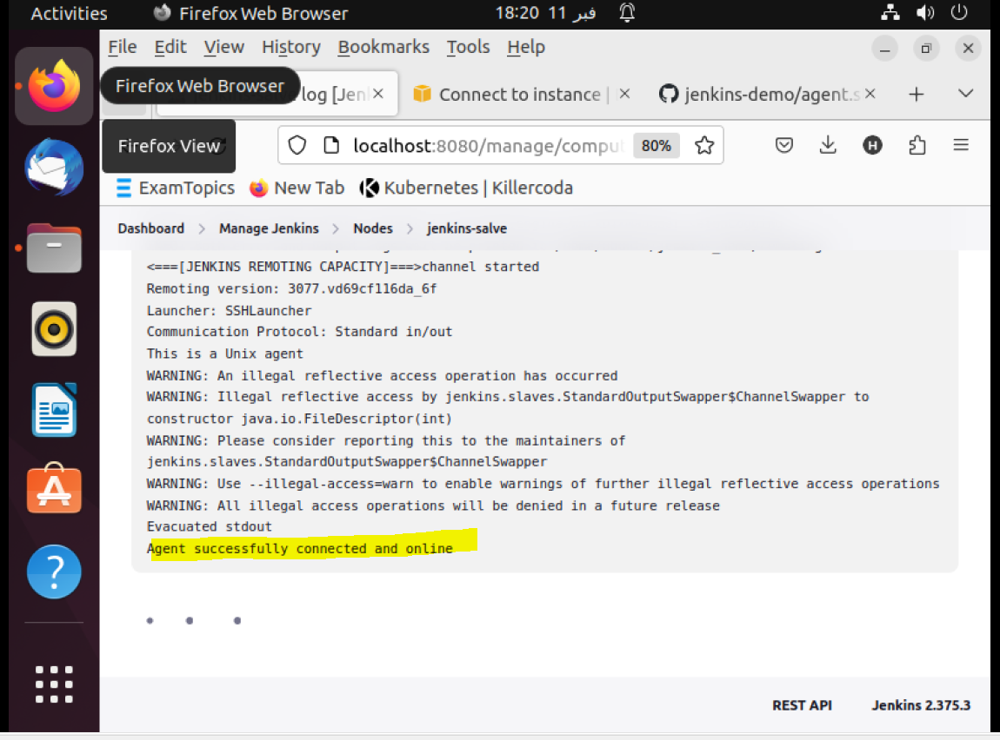 Activities Firefox Web Browser 18:20 11 فبر
File Edit View History Bookmarks Tools Help
Firefox Web Browser log [Jen Connect to instance | jenkins-demo/agent.s
Firefox View localhost:8080/manage/comput 80% H
ExamTopics New Tab Kubernetes | Killercoda
Dashboard > Manage Jenkins > Nodes > jenkins-salve
<===[JENKINS REMOTING CAPACITY]===>channel started
Remoting version: 3077.vd69cf116da_6f
Launcher: SSHLauncher
Communication Protocol: Standard in/out
This is a Unix agent
WARNING: An illegal reflective access operation has occurred
WARNING: Illegal reflective access by jenkins.slaves.StandardOutputSwapper$ChannelSwapper to
constructor java.io.FileDescriptor(int)
WARNING: Please consider reporting this to the maintainers of
jenkins.slaves.StandardOutputSwapper$ChannelSwapper
WARNING: Use --illegal-access=warn to enable warnings of further illegal reflective access operations
WARNING: All illegal access operations will be denied in a future release
Evacuated stdout
Agent successfully connected and online
REST API Jenkins 2.375.3